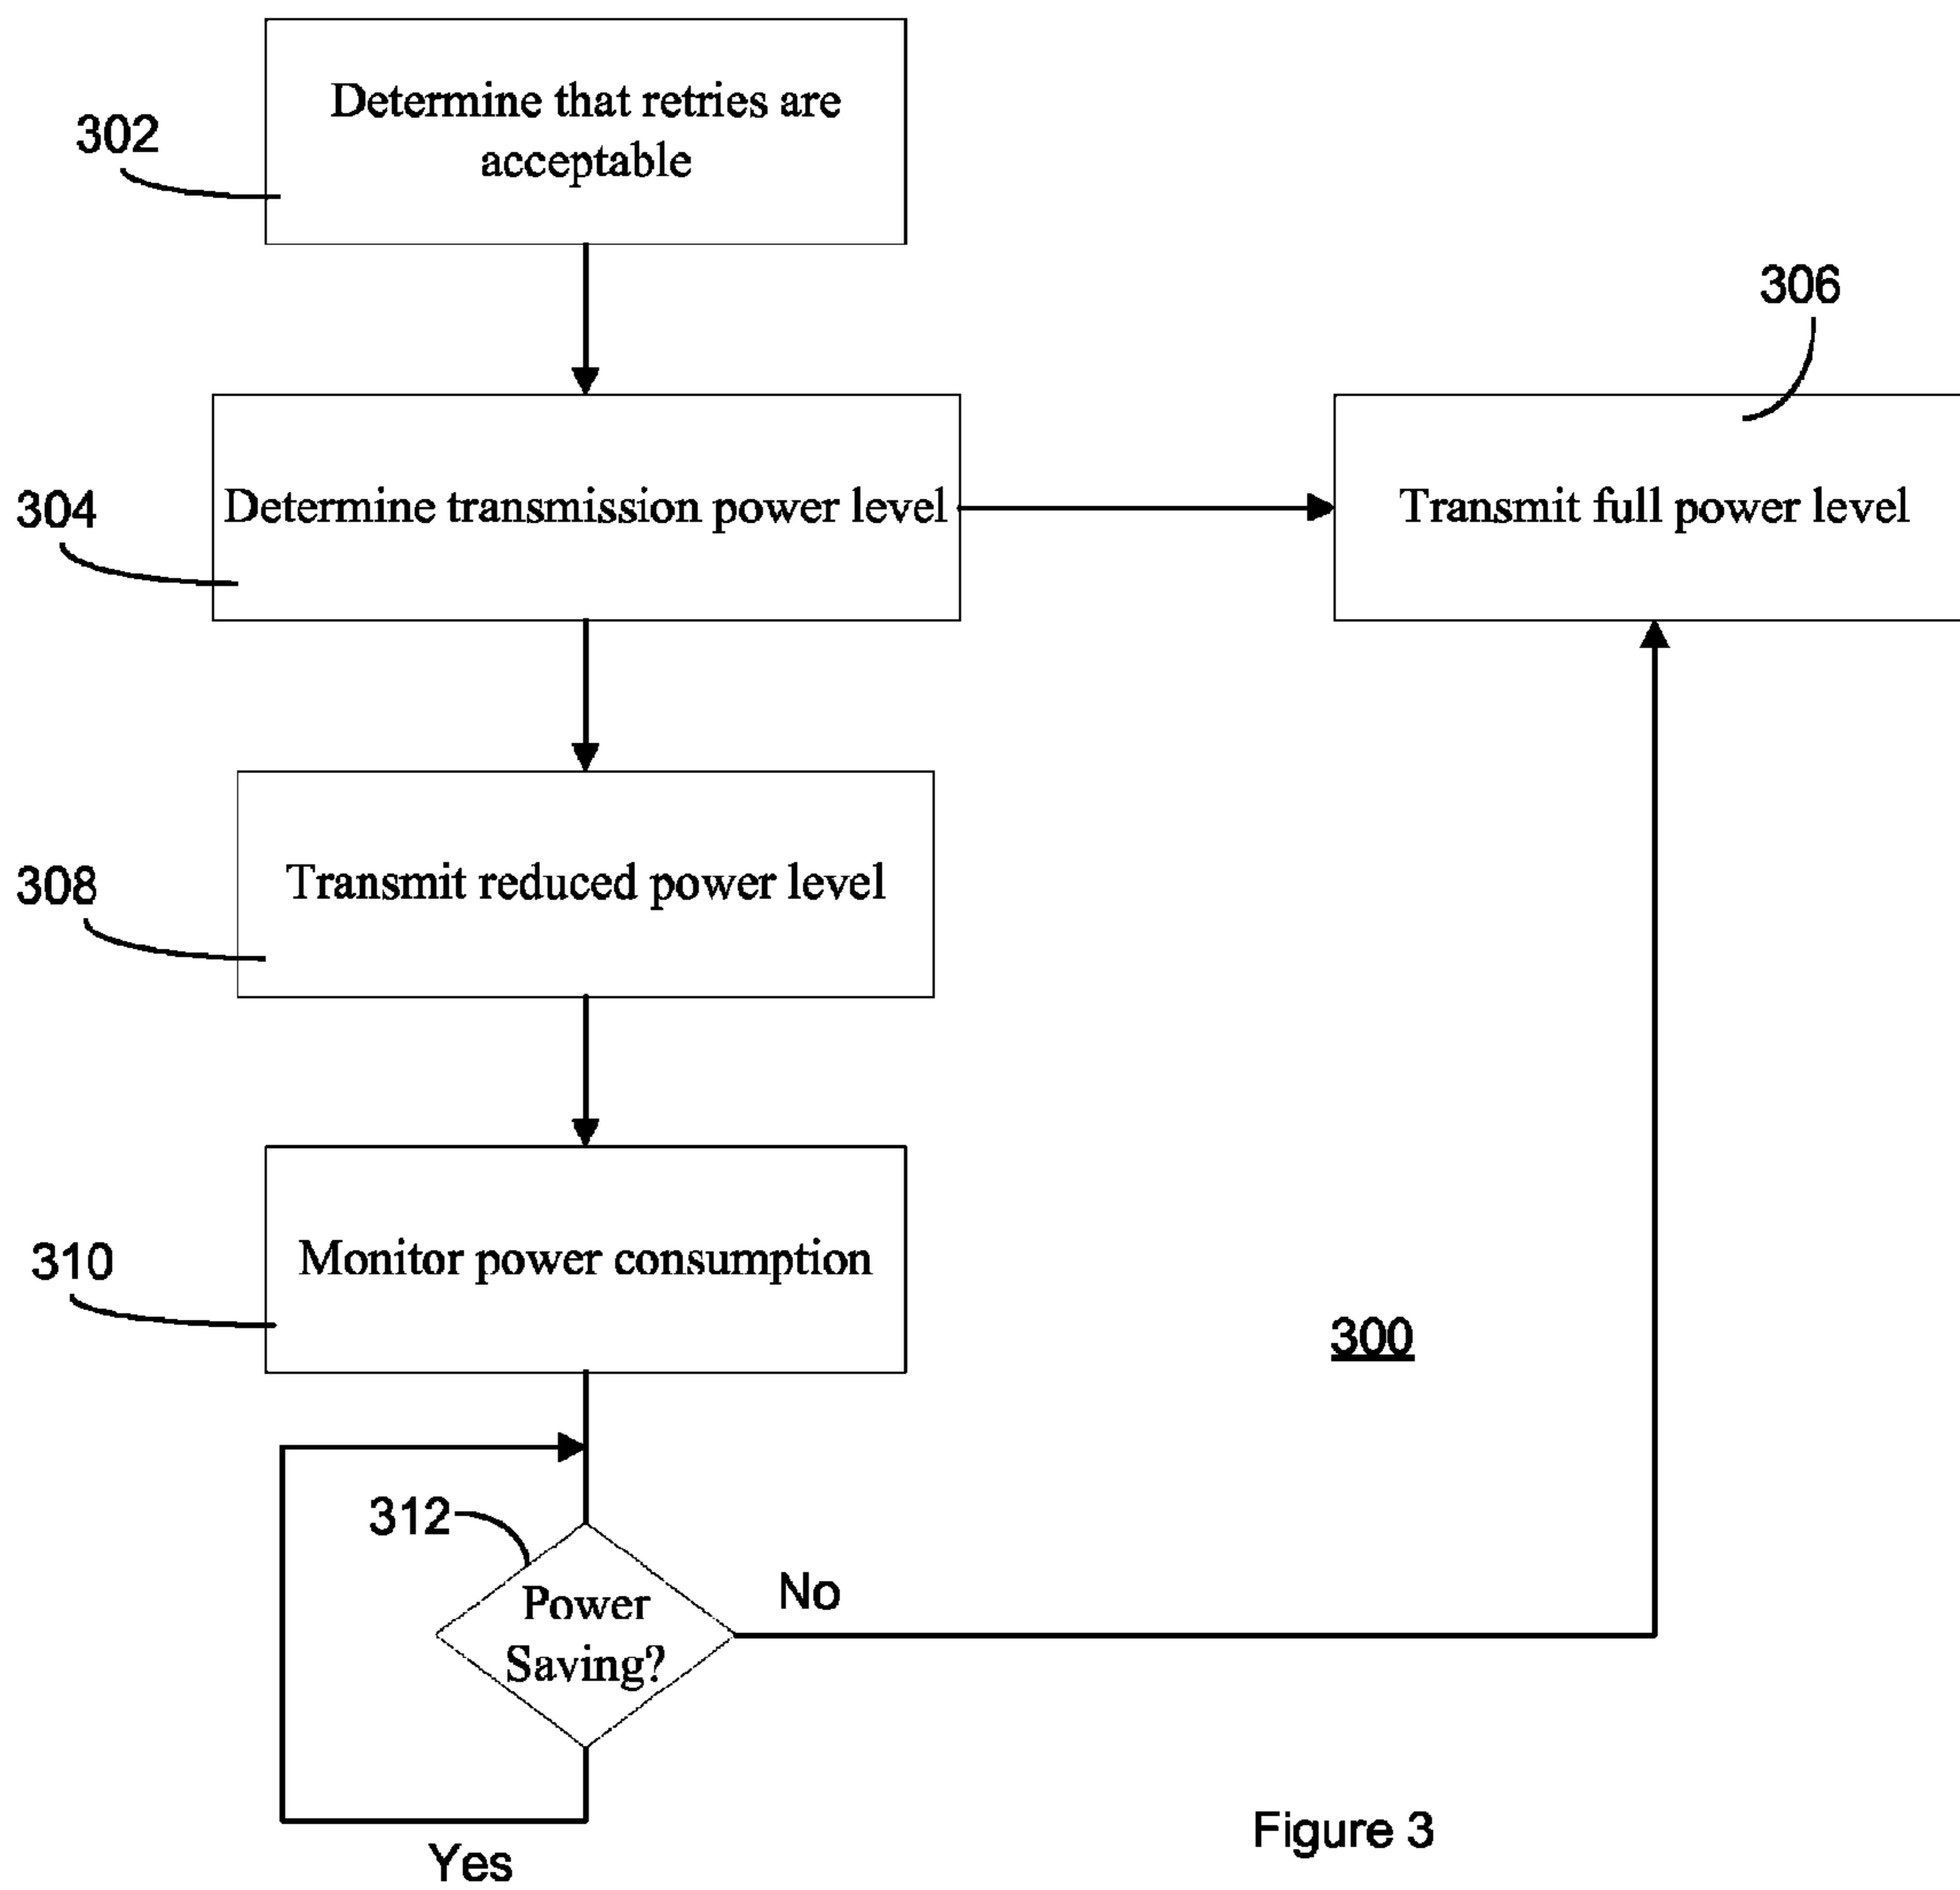 Determine that retries are
acceptable
302
306
304
Determine transmission power level
Transmit full power level
308
Transmit reduced power level
310
Monitor power consumption
300
312
Power
Saving?
No
Yes
Figure 3